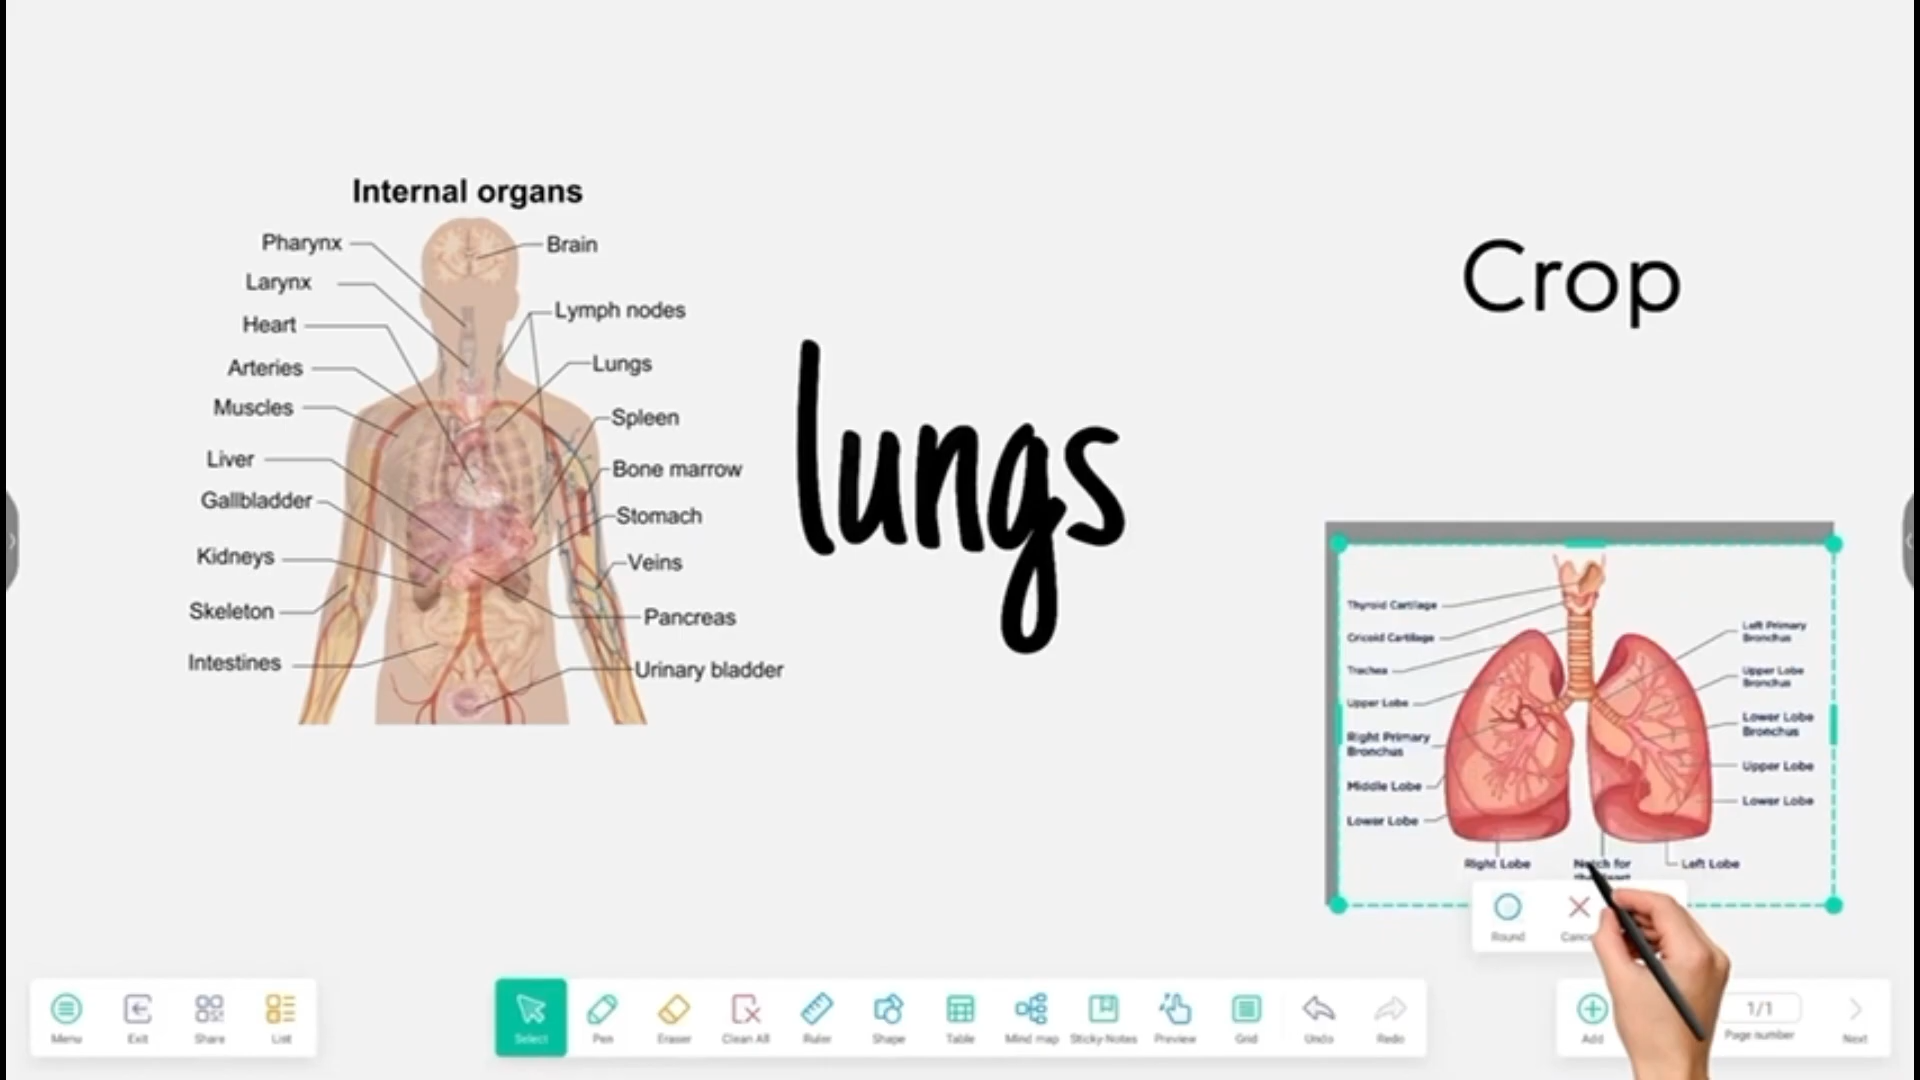 Internal organs
Pharynx
Brain
Larynx
Lymph nodes
Heart
Lungs
Arteries
Muscles
Spleen
Liver
Bone marrow
Gallbladder
Stomach
Kidneys
Veins
Skeleton
Pancreas
Intestines
Urinary bladder
lungs
Crop
Thyroid Cartilage
Cricoid Cartilage
Trachea
Upper Lobe
Right Primary
Bronchus
Middle Lobe
Lower Lobe
Left Primary
Bronchus
Upper Lobe
Bronchus
Lower Lobe
Bronchus
Upper Lobe
Lower Lobe
Right Lobe
Notch for
Left Lobe
Round
Menu
Exit
Share
List
Select
Pen
Eraser
Clean All
Ruler
Shape
Table
Mind map
Sticky Notes
Preview
Grid
Undo
Redo
Add
1/1
Page number
Next